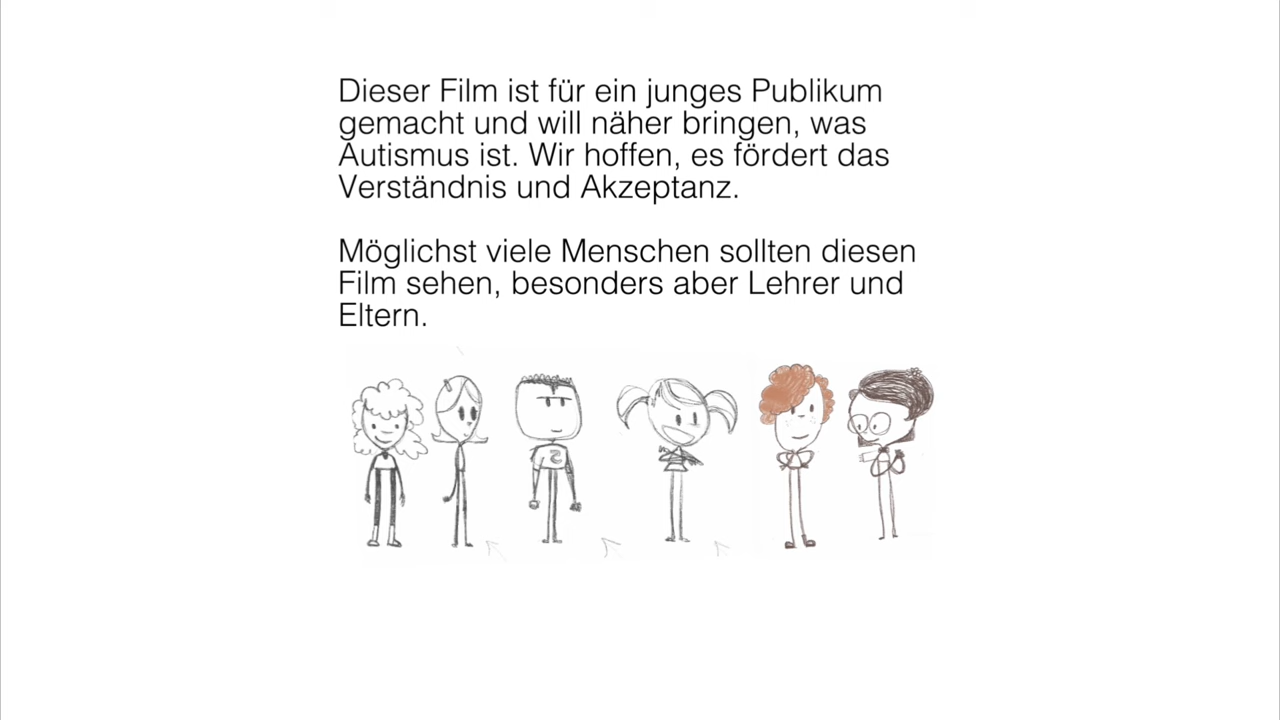 Dieser Film ist für ein junges Publikum
gemacht und will näher bringen, was
Autismus ist. Wir hoffen, es fördert das
Verständnis und Akzeptanz.
Möglichst viele Menschen sollten diesen
Film sehen, besonders aber Lehrer und
Eltern.